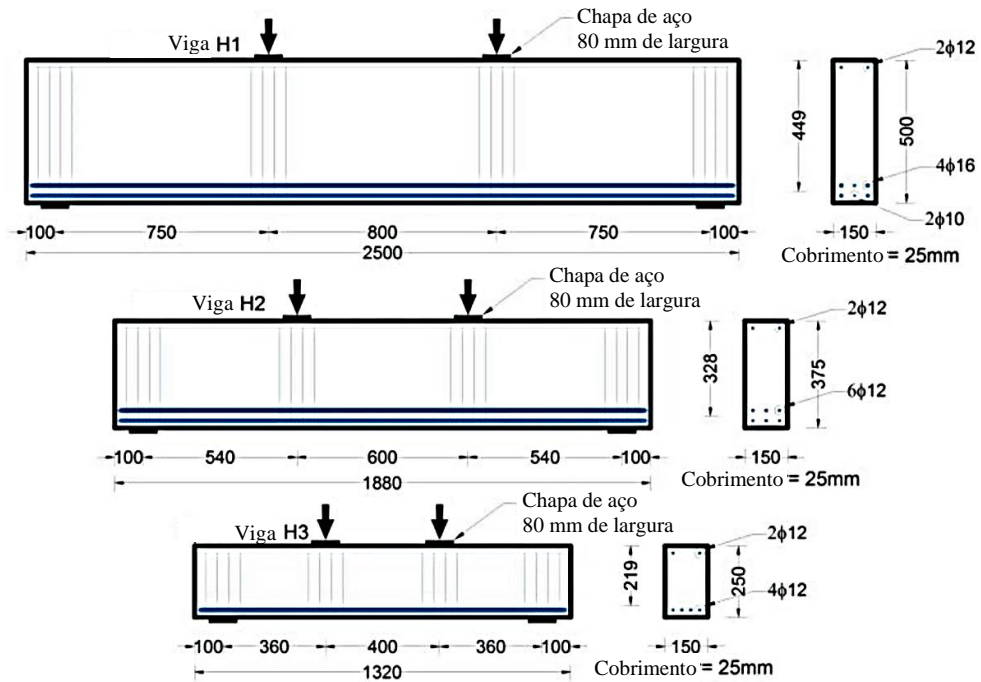 Chapa de aço
80 mm de largura
Viga H1
2ϕ12
449
500
4ϕ16
2ϕ10
100 750 800 750 100
150
2500
Cobrimento = 25mm
Chapa de aço
80 mm de largura
Viga H2
2ϕ12
328
375
6ϕ12
100 540 600 540 100
150
1880
Cobrimento = 25mm
Chapa de aço
80 mm de largura
Viga H3
2ϕ12
219
250
4ϕ12
100 360 400 360 100
150
1320
Cobrimento = 25mm